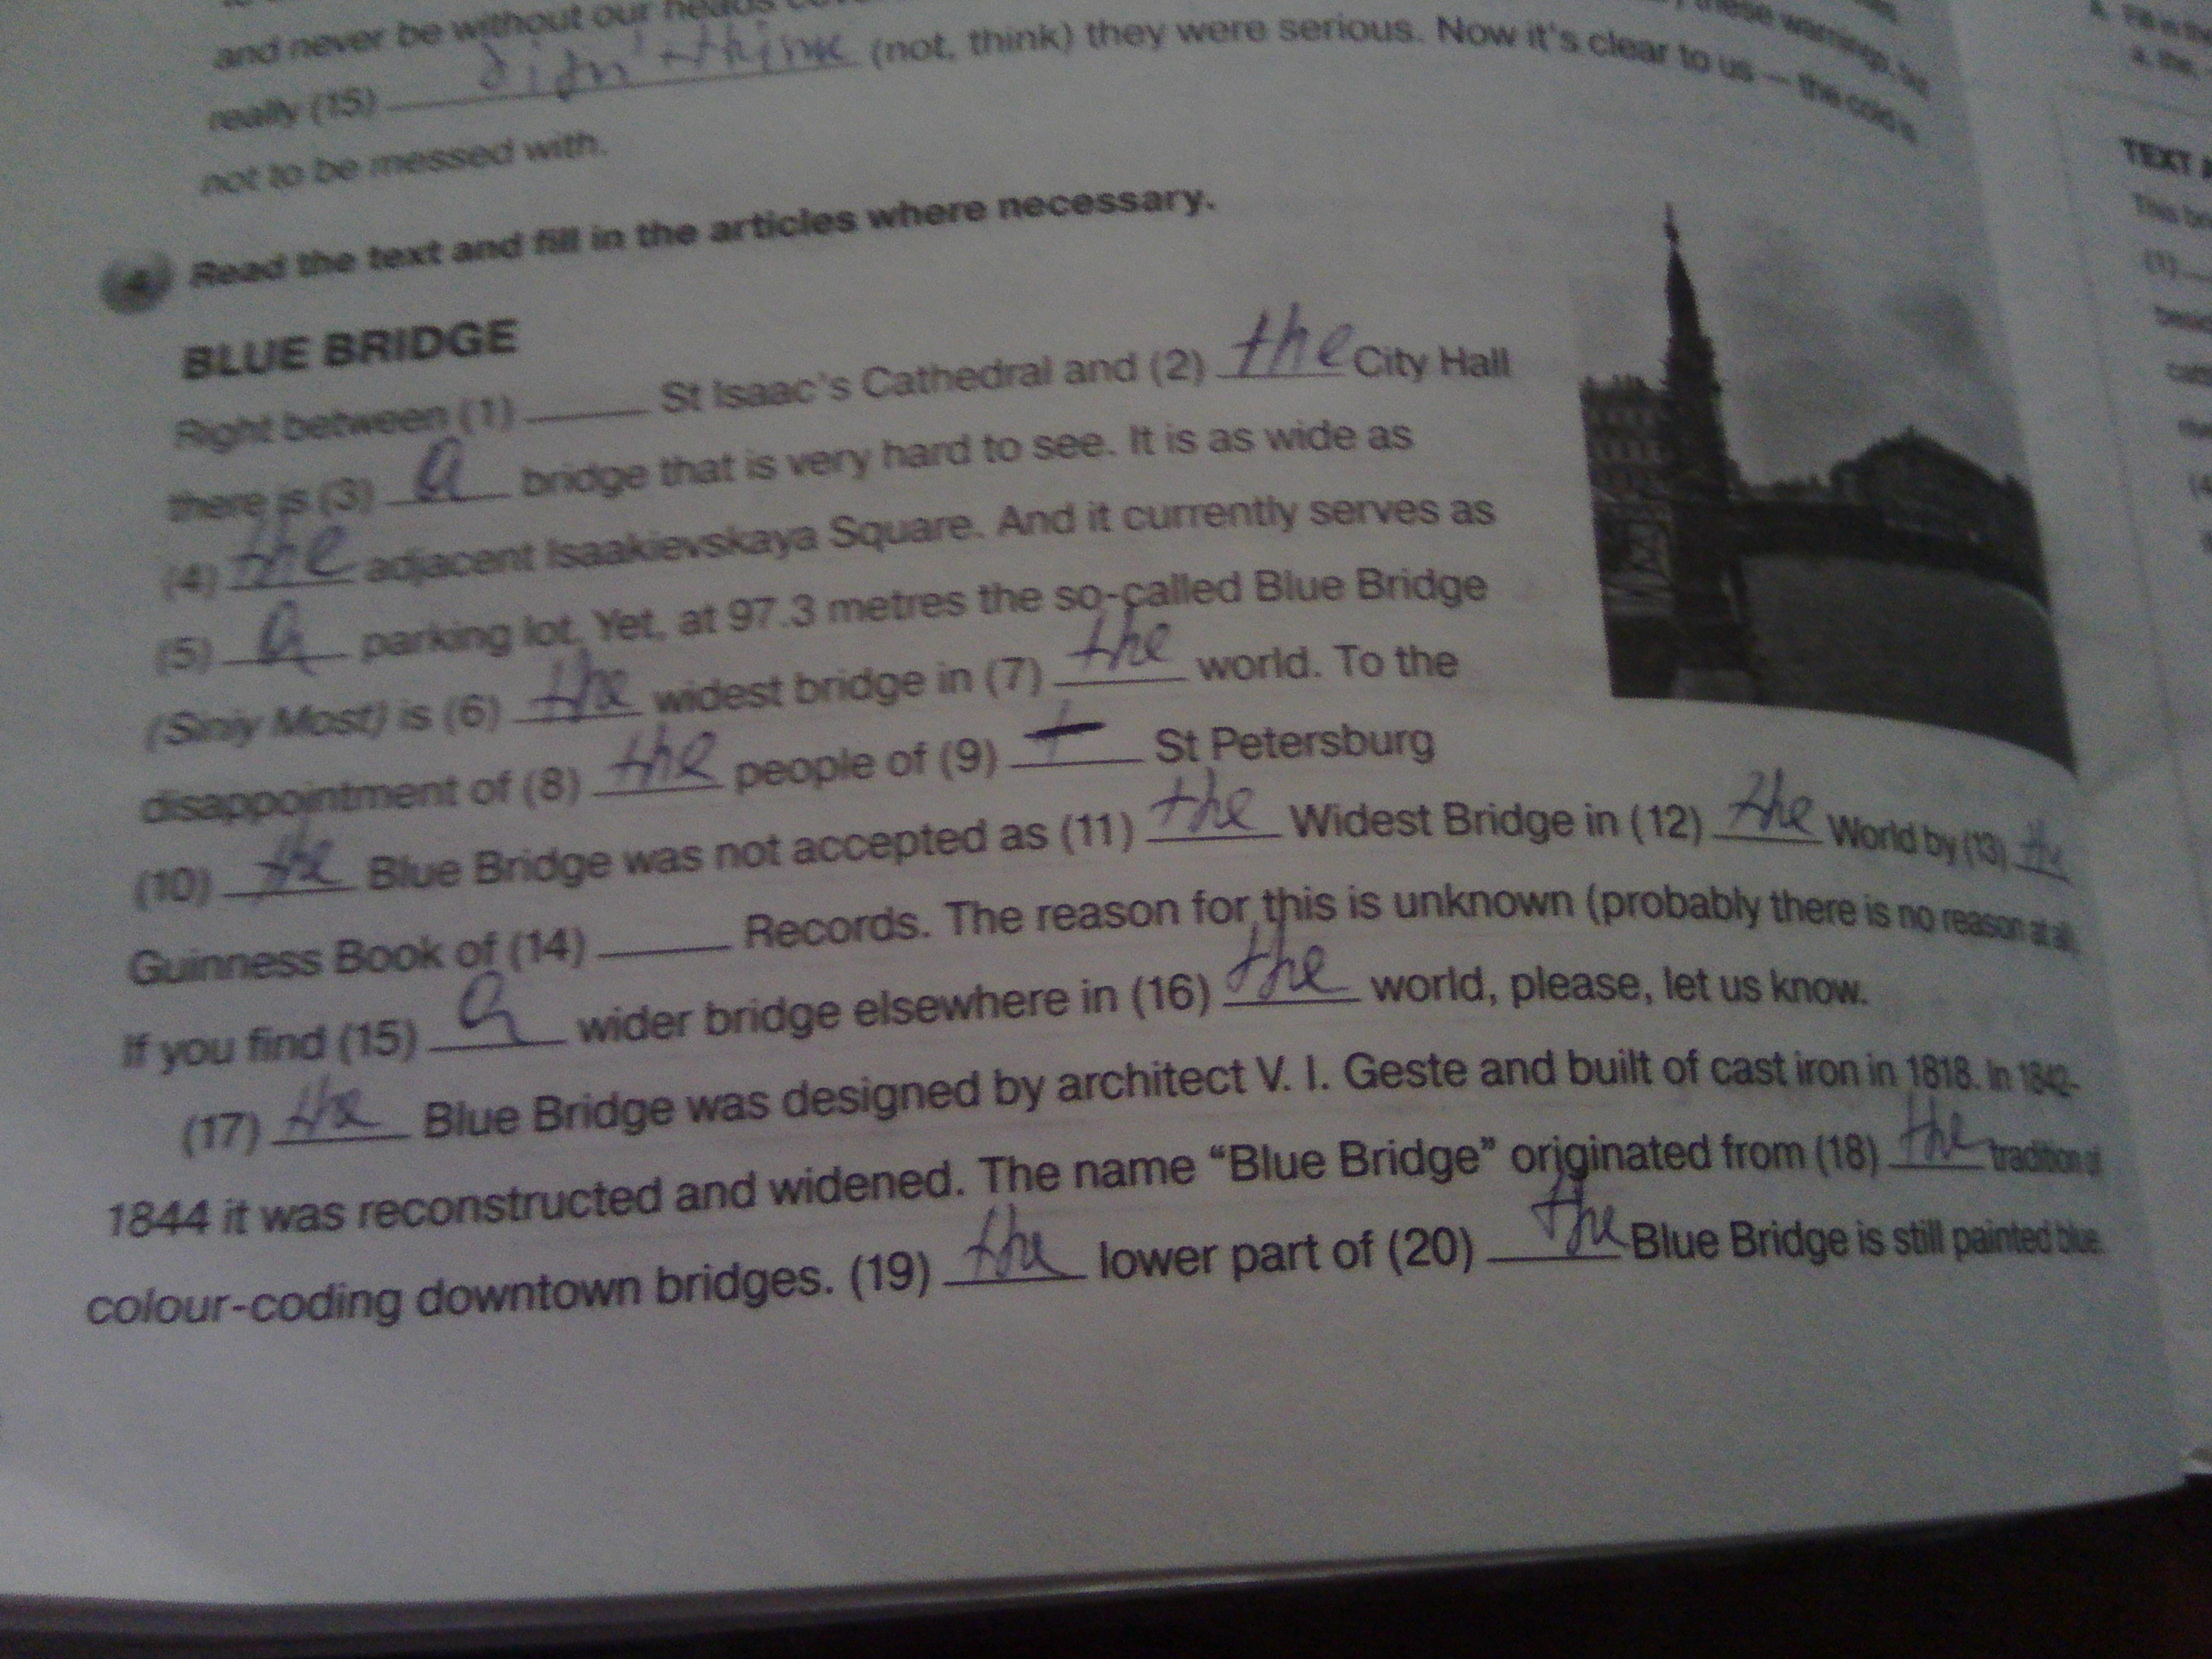 and never be without our heads
really (15) didn't think (not, think) they were serious. Now it's clear to us – the cold is
these warnings, but
not to be messed with.
4 Read the text and fill in the articles where necessary.
BLUE BRIDGE
Right between (1) _____ St Isaac's Cathedral and (2) the City Hall
there is (3) a bridge that is very hard to see. It is as wide as
(4) the adjacent Isaakievskaya Square. And it currently serves as
(5) a parking lot. Yet, at 97.3 metres the so-called Blue Bridge
(Siniy Most) is (6) the widest bridge in (7) the world. To the
disappointment of (8) the people of (9) – St Petersburg
(10) the Blue Bridge was not accepted as (11) the Widest Bridge in (12) the World by (13) the
Guinness Book of (14) _____ Records. The reason for this is unknown (probably there is no reason at all).
If you find (15) a wider bridge elsewhere in (16) the world, please, let us know.
(17) the Blue Bridge was designed by architect V. I. Geste and built of cast iron in 1818. In 1842-
1844 it was reconstructed and widened. The name “Blue Bridge” originated from (18) the tradition of
colour-coding downtown bridges. (19) the lower part of (20) the Blue Bridge is still painted blue.
TEXT
(1)